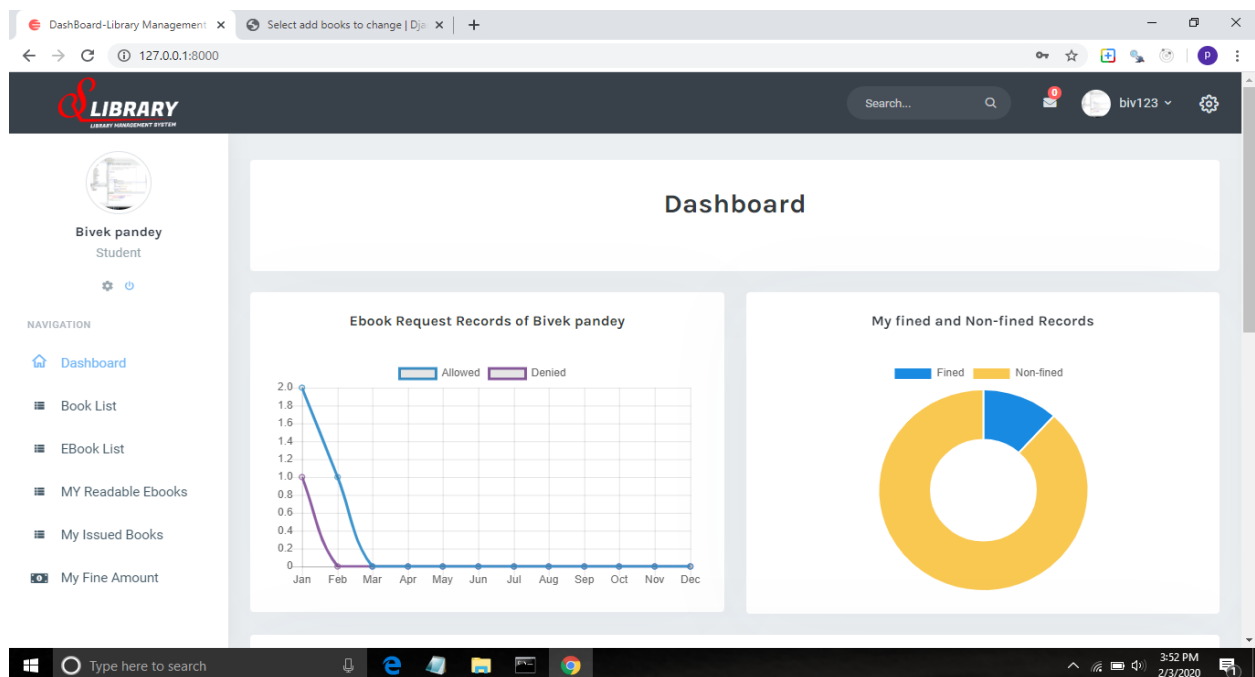 DashBoard-Library Management
Select add books to change | Dja
127.0.0.1:8000
P
S LIBRARY
LIBRARY MANAGEMENT SYSTEM
Search...
0
biv123
Bivek pandey
Student
NAVIGATION
Dashboard
Book List
EBook List
MY Readable Ebooks
My Issued Books
My Fine Amount
Dashboard
Ebook Request Records of Bivek pandey
Allowed Denied
2.0
1.8
1.6
1.4
1.2
1.0
0.8
0.6
0.4
0.2
0
Jan Feb Mar Apr May Jun Jul Aug Sep Oct Nov Dec
My fined and Non-fined Records
Fined Non-fined
Type here to search
3:52 PM
2/3/2020
1